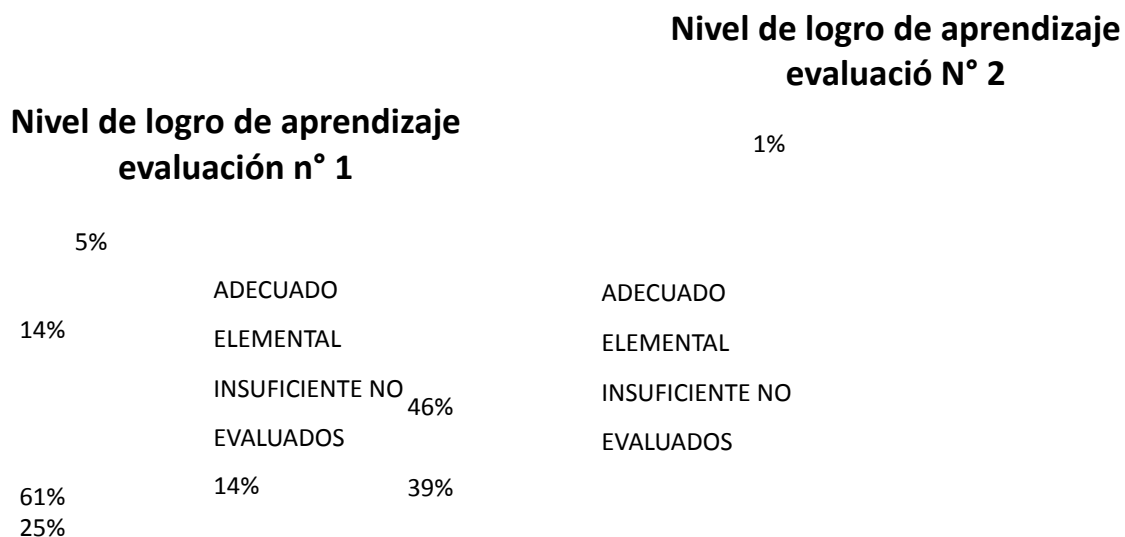 Nivel de logro de aprendizaje
evaluació N° 2
1%
Nivel de logro de aprendizaje
evaluación n° 1
5%
14%
61%
25%
ADECUADO
ELEMENTAL
INSUFICIENTE NO
EVALUADOS
14%
46%
39%
ADECUADO
ELEMENTAL
INSUFICIENTE NO
EVALUADOS